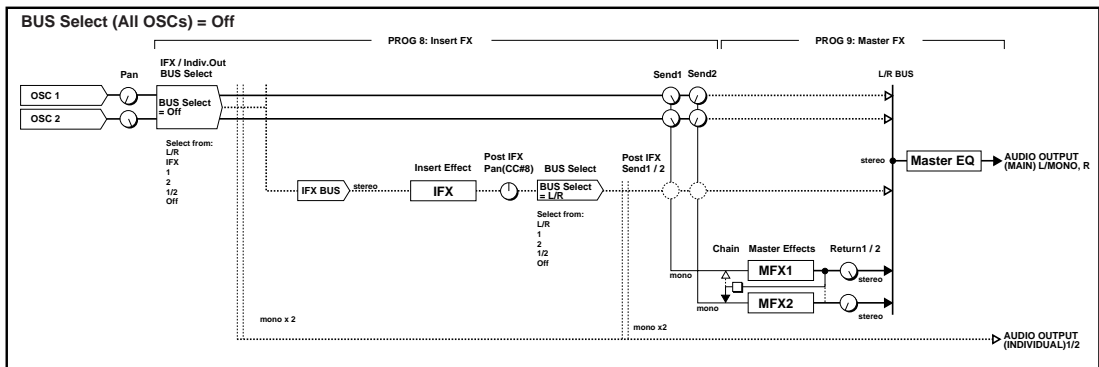 BUS Select (All OSCs) = Off
PROG 8: Insert FX
PROG 9: Master FX
IFX / Indiv.Out
BUS Select
Pan
Send1
Send2
L/R BUS
OSC 1
OSC 2
BUS Select
= Off
Select from:
L/R
IFX
1
2
1/2
Off
stereo
Master EQ
AUDIO OUTPUT
(MAIN) L/MONO, R
IFX BUS
stereo
Insert Effect
IFX
Post IFX
Pan(CC#8)
BUS Select
BUS Select
= L/R
Select from:
L/R
1
2
1/2
Off
Post IFX
Send1 / 2
Chain
Master Effects
Return1 / 2
mono
MFX1
stereo
mono
MFX2
stereo
mono x 2
mono x2
AUDIO OUTPUT
(INDIVIDUAL)1/2